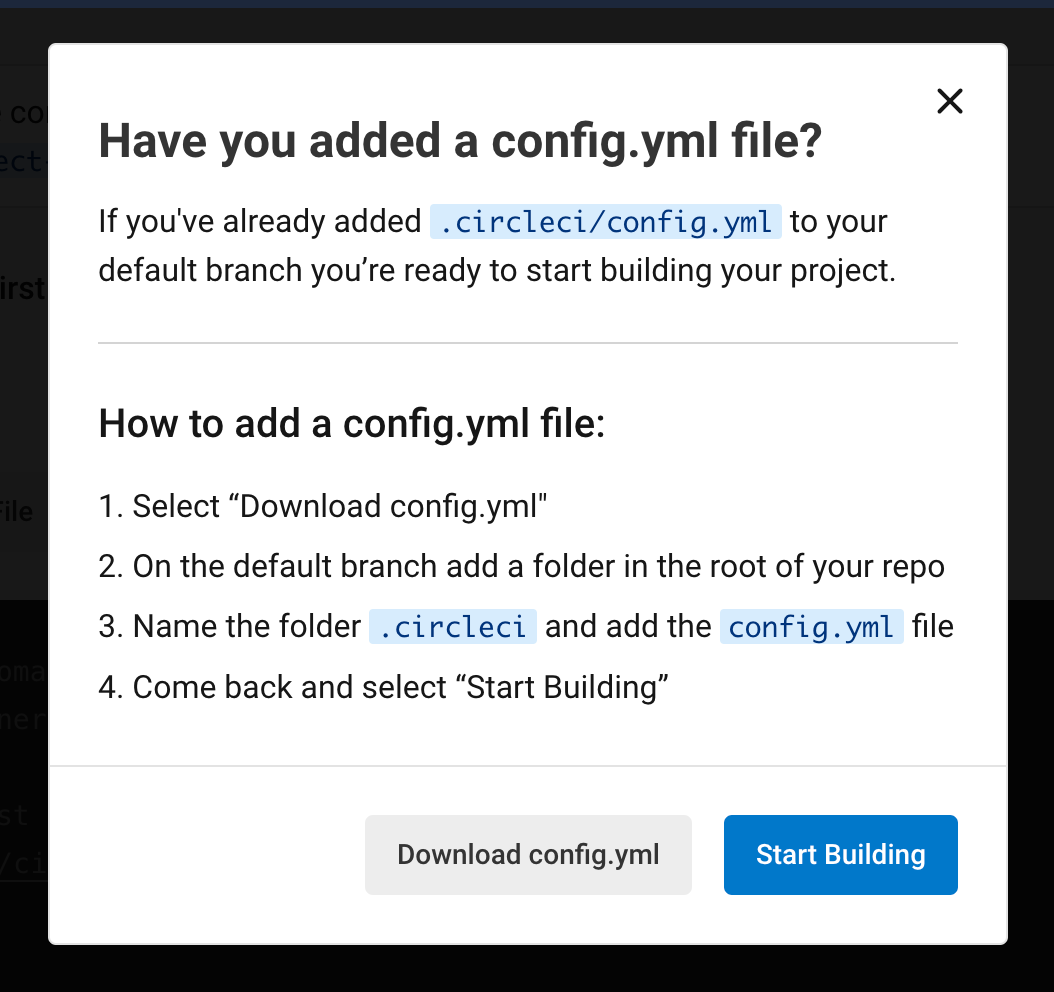 Have you added a config.yml file?
If you've already added .circleci/config.yml to your
default branch you’re ready to start building your project.
How to add a config.yml file:
1. Select “Download config.yml"
2. On the default branch add a folder in the root of your repo
3. Name the folder .circleci and add the config.yml file
4. Come back and select “Start Building”
Download config.yml
Start Building